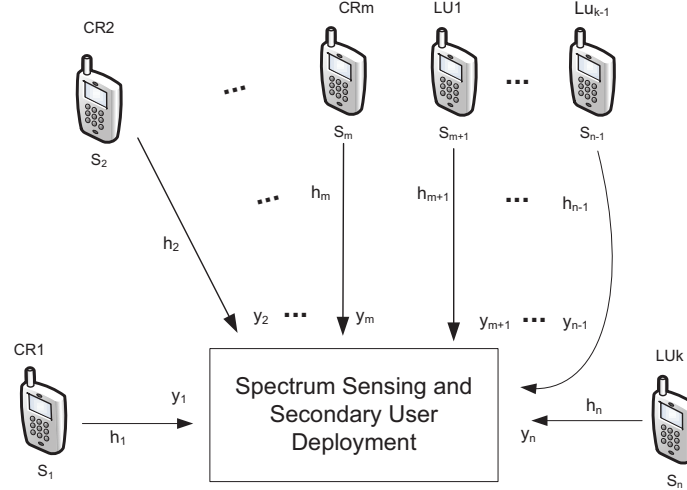 CR2
CRm
LU1
Lu k-1
...
...
S2
Sm
Sm+1
Sn-1
...
hm
hm+1
...
hn-1
h2
y2
...
ym
ym+1
...
yn-1
CR1
LUk
Spectrum Sensing and
Secondary User
Deployment
y1
h1
hn
yn
S1
Sn